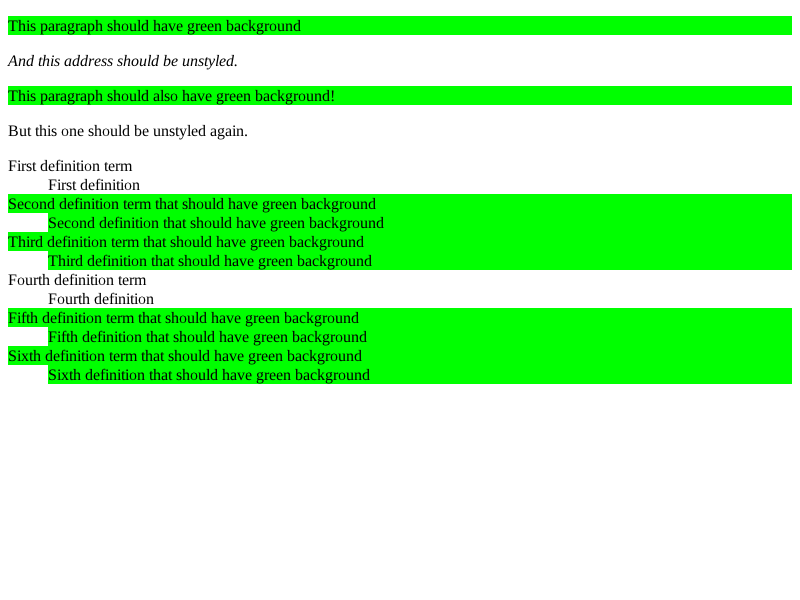 This paragraph should have green background
And this address should be unstyled.
This paragraph should also have green background!
But this one should be unstyled again.
First definition term
First definition
Second definition term that should have green background
Second definition that should have green background
Third definition term that should have green background
Third definition that should have green background
Fourth definition term
Fourth definition
Fifth definition term that should have green background
Fifth definition that should have green background
Sixth definition term that should have green background
Sixth definition that should have green background